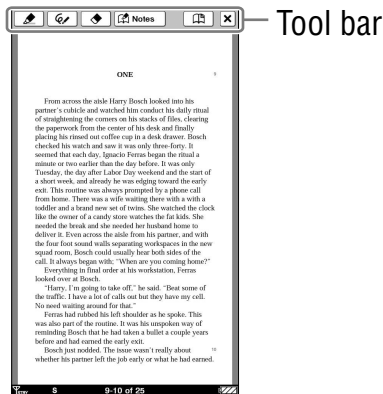 Notes
Tool bar
ONE
9
From across the aisle Harry Bosch looked into his
partner's cubicle and watched him conduct his daily ritual
of straightening the corners on his stacks of files, clearing
the paperwork from the center of his desk and finally
placing his rinsed out coffee cup in a desk drawer. Bosch
checked his watch and saw it was only three-forty. It
seemed that each day, Ignacio Ferras began the ritual a
minute or two earlier than the day before. It was only
Tuesday, the day after Labor Day weekend and the start of
a short week, and already he was edging toward the early
exit. This routine was always prompted by a phone call
from home. There was a wife waiting there with a with a
toddler and a brand new set of twins. She watched the clock
like the owner of a candy store watches the fat kids. She
needed the break and she needed her husband home to
deliver it. Even across the aisle from his partner, and with
the four foot sound walls separating workspaces in the new
squad room, Bosch could usually hear both sides of the
call. It always began with; "When are you coming home?"
Everything in final order at his workstation, Ferras
looked over at Bosch.
"Harry, I'm going to take off," he said. "Beat some of
the traffic. I have a lot of calls out but they have my cell.
No need waiting around for that."
Ferras had rubbed his left shoulder as he spoke. This
was also part of the routine. It was his unspoken way of
reminding Bosch that he had taken a bullet a couple years
before and had earned the early exit.
Bosch just nodded. The issue wasn't really about
10
whether his partner left the job early or what he had earned.
S 9-10 of 25